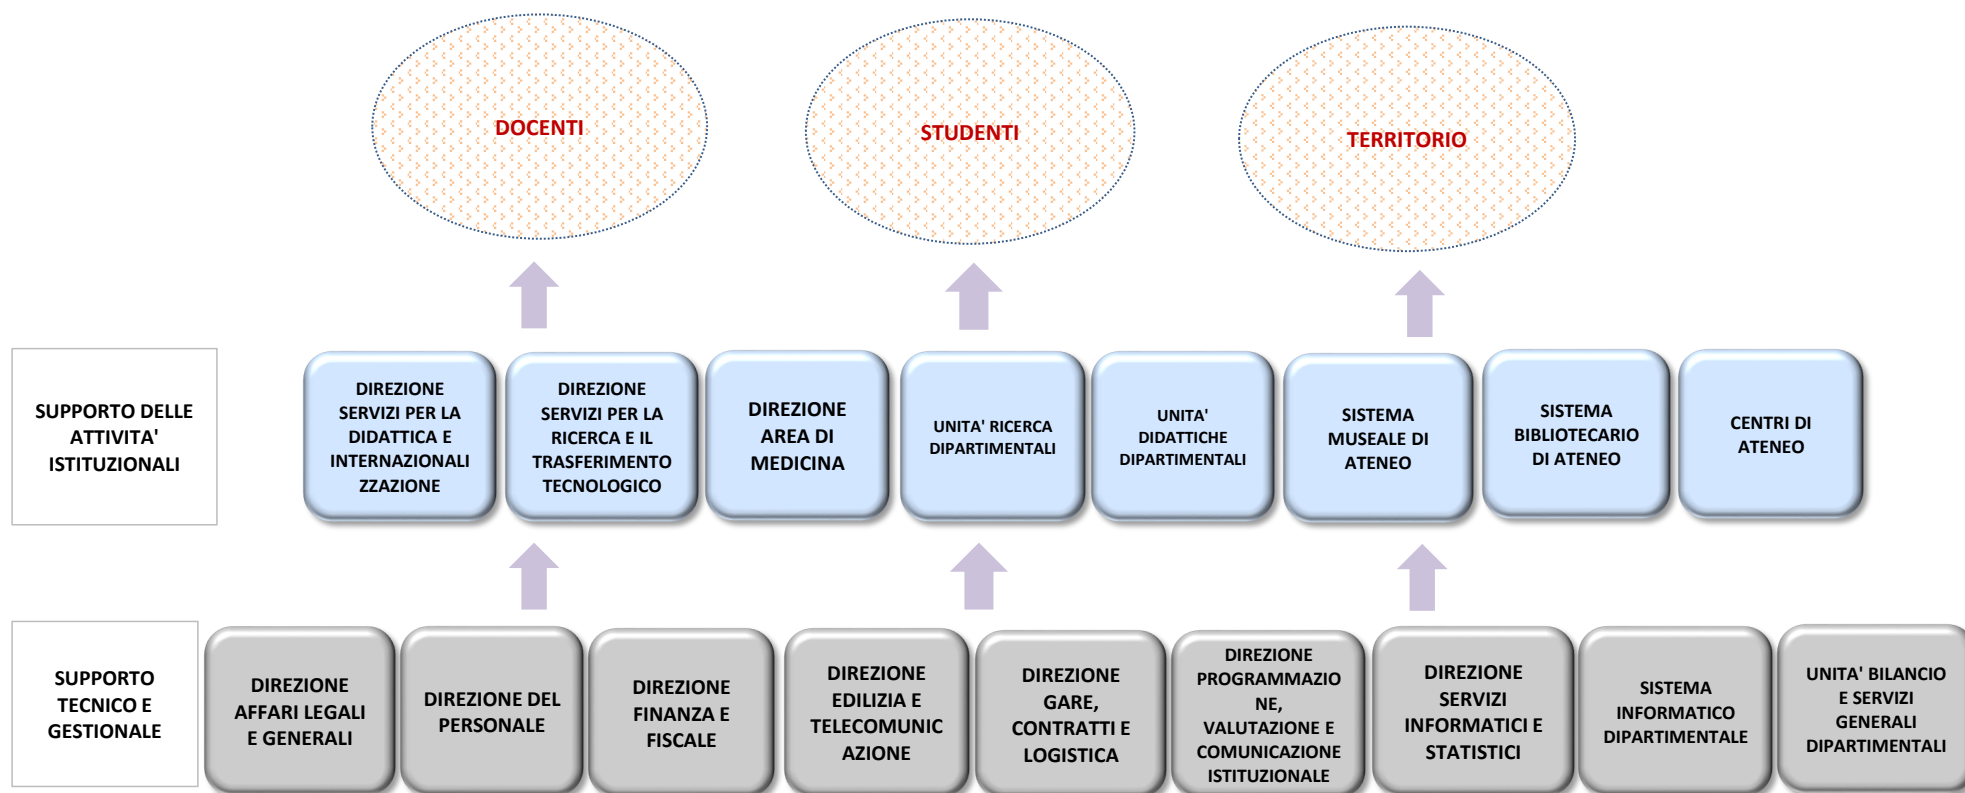 DOCENTI
STUDENTI
TERRITORIO
SUPPORTO DELLE
ATTIVITA'
ISTITUZIONALI
DIREZIONE
SERVIZI PER LA
DIDATTICA E
INTERNAZIONALI
ZZAZIONE
DIREZIONE
SERVIZI PER LA
RICERCA E IL
TRASFERIMENTO
TECNOLOGICO
DIREZIONE
AREA DI
MEDICINA
UNITA' RICERCA
DIPARTIMENTALI
UNITA'
DIDATTICHE
DIPARTIMENTALI
SISTEMA
MUSEALE DI
ATENEO
SISTEMA
BIBLIOTECARIO
DI ATENEO
CENTRI DI
ATENEO
SUPPORTO
TECNICO E
GESTIONALE
DIREZIONE
AFFARI LEGALI
E GENERALI
DIREZIONE DEL
PERSONALE
DIREZIONE
FINANZA E
FISCALE
DIREZIONE
EDILIZIA E
TELECOMUNIC
AZIONE
DIREZIONE
GARE,
CONTRATTI E
LOGISTICA
DIREZIONE
PROGRAMMAZIO
NE,
VALUTAZIONE E
COMUNICAZIONE
ISTITUZIONALE
DIREZIONE
SERVIZI
INFORMATICI E
STATISTICI
SISTEMA
INFORMATICO
DIPARTIMENTALE
UNITA' BILANCIO
E SERVIZI
GENERALI
DIPARTIMENTALI